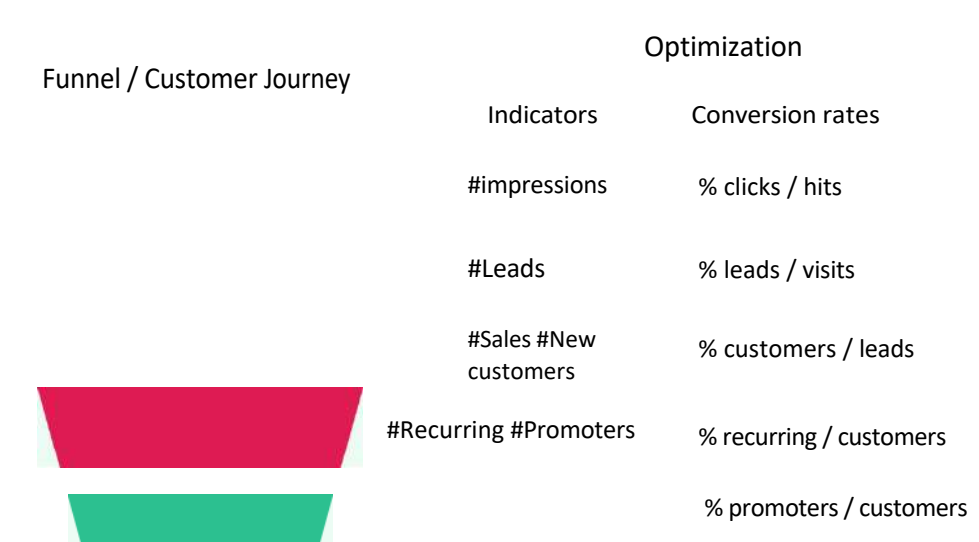 Optimization
Funnel / Customer Journey
Indicators
Conversion rates
#impressions
% clicks / hits
#Leads
% leads / visits
#Sales #New
customers
% customers / leads
#Recurring #Promoters
% recurring / customers
% promoters / customers